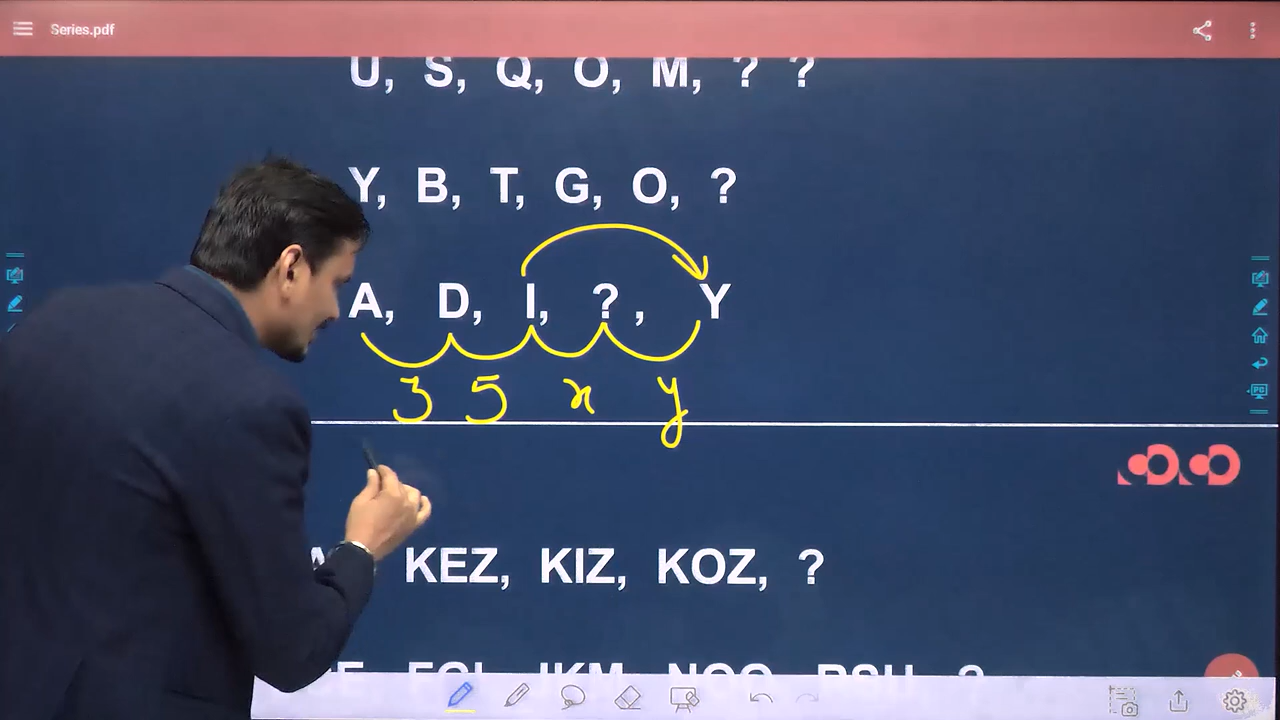 Series.pdf
U, S, Q, O, M, ? ?
Y, B, T, G, O, ?
A, D, I, ?, Y
3 5 x y
KEZ, KIZ, KOZ, ?